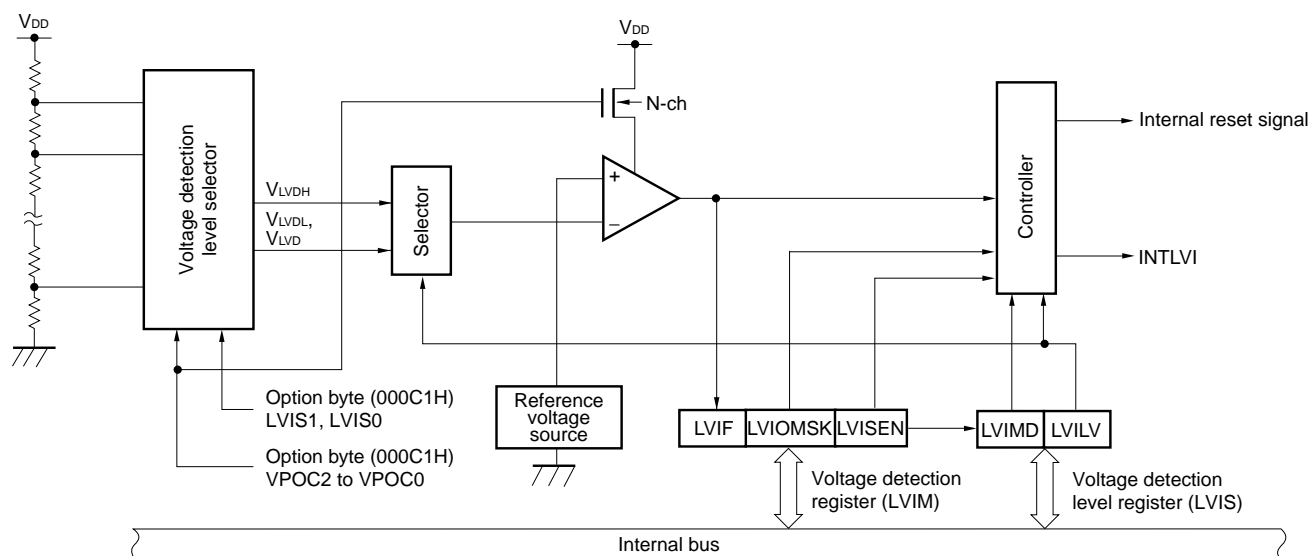 VDD
VDD
N-ch
Voltage detection
level selector
VLVDH
VLVDL,
VLVD
Selector
+
–
Controller
Internal reset signal
INTLVI
Option byte (000C1H)
LVIS1, LVIS0
Option byte (000C1H)
VPOC2 to VPOC0
Reference
voltage
source
LVIF
LVIOMSK
LVISEN
LVIMD
LVILV
Voltage detection
register (LVIM)
Voltage detection
level register (LVIS)
Internal bus